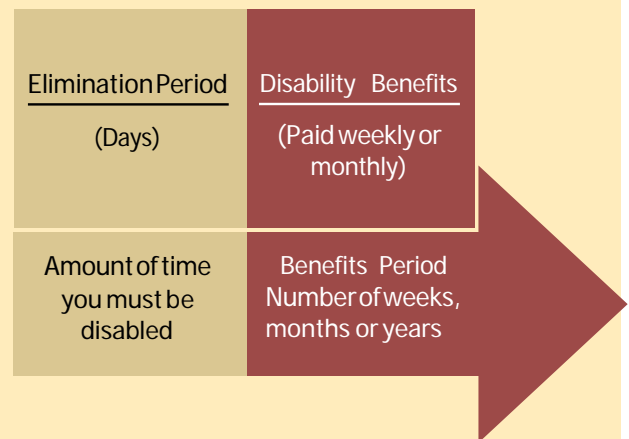 Elimination Period
(Days)
Disability Benefits
(Paid weekly or
monthly)
Amount of time
you must be
disabled
Benefits Period
Number of weeks,
months or years